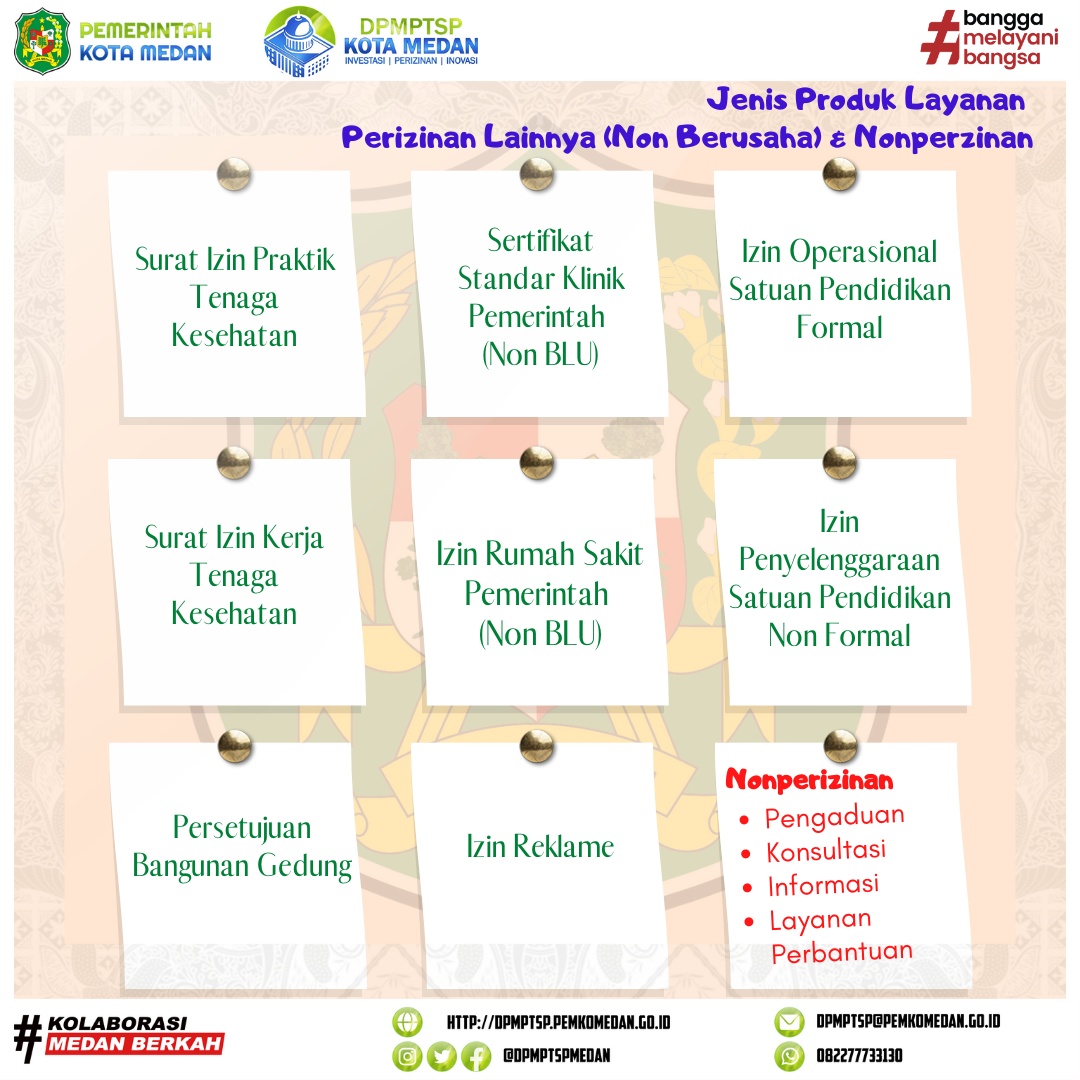 PEMERINTAH
KOTA MEDAN
DPMPTSP
KOTA MEDAN
INVESTASI | PERIZINAN | INOVASI
#bangga
melayani
bangsa
Jenis Produk Layanan
Perizinan Lainnya (Non Berusaha) & Nonperzinan
Surat Izin Praktik
Tenaga
Kesehatan
Sertifikat
Standar Klinik
Pemerintah
(Non BLU)
Izin Operasional
Satuan Pendidikan
Formal
Surat Izin Kerja
Tenaga
Kesehatan
Izin Rumah Sakit
Pemerintah
(Non BLU)
Izin
Penyelenggaraan
Satuan Pendidikan
Non Formal
Persetujuan
Bangunan Gedung
Izin Reklame
Nonperizinan
• Pengaduan
• Konsultasi
• Informasi
• Layanan
Perbantuan
#KOLABORASI
MEDAN BERKAH
HTTP://DPMPTSP.PEMKOMEDAN.GO.ID
@DPMPTSPMEDAN
DPMPTSP@PEMKOMEDAN.GO.ID
082277733130